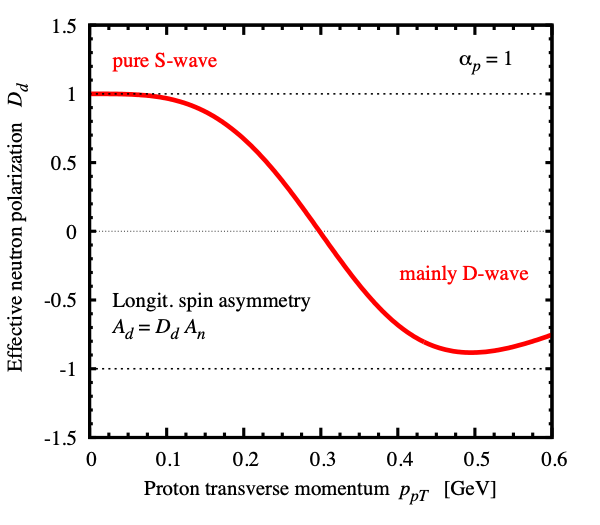 1.5
pure S-wave
αp = 1
1
0.5
0
mainly D-wave
-0.5
Longit. spin asymmetry
Ad = Dd An
-1
-1.5
0 0.1 0.2 0.3 0.4 0.5 0.6
Proton transverse momentum ppT [GeV]
Effective neutron polarization Dd